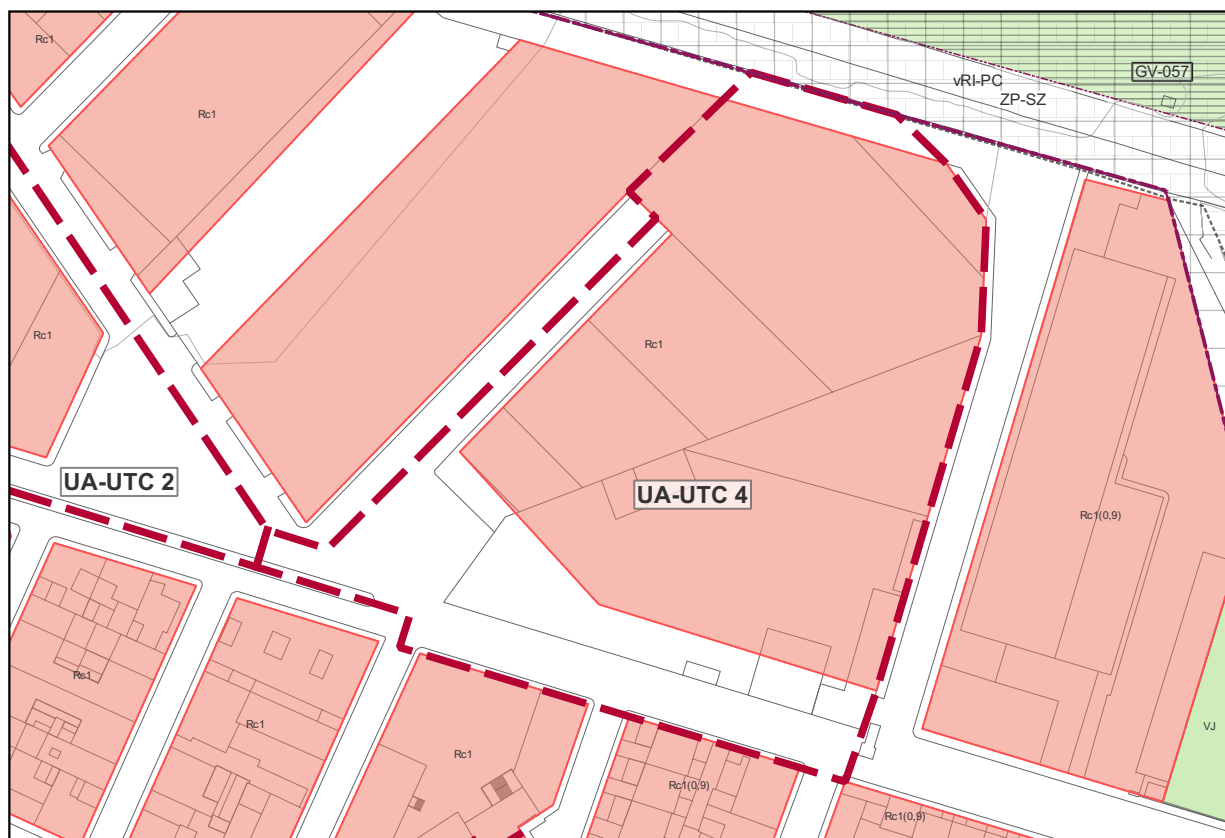 Rc1
GV-057
vRI-PC
ZP-SZ
Rc1
Rc1
Rc1
UA-UTC 2
UA-UTC 4
Rc1(0,9)
Rc1
Rc1
VJ
Rc1
Rc1(0,9)
Rc1(0,9)